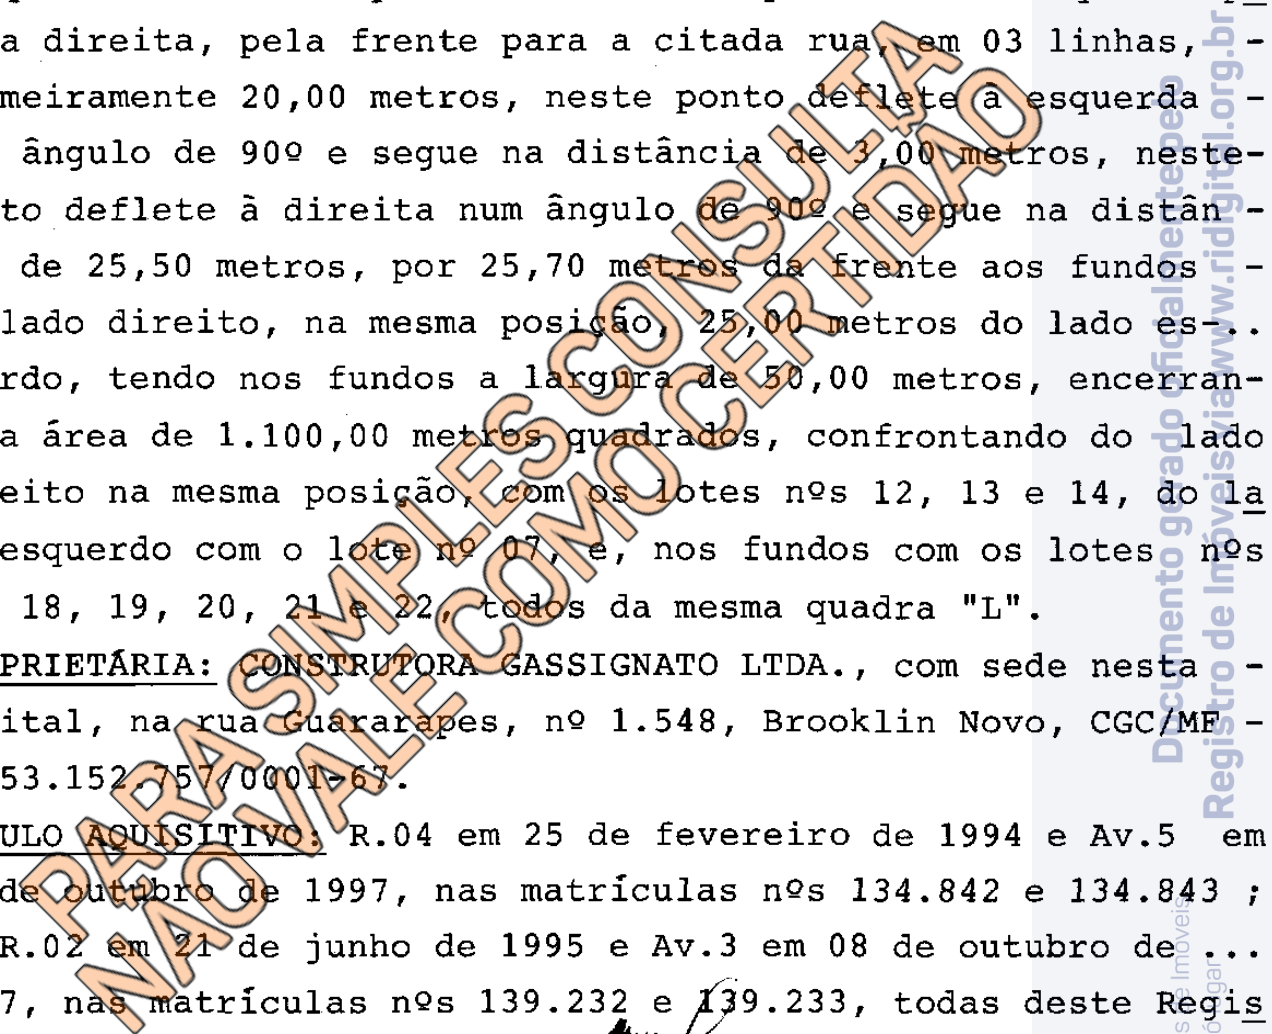 a direita, pela frente para a citada rua, em 03 linhas, -
meiramente 20,00 metros, neste ponto deflete à esquerda -
ângulo de 90º e segue na distância de 3,00 metros, neste-
to deflete à direita num ângulo de 90º e segue na distân -
de 25,50 metros, por 25,70 metros da frente aos fundos -
lado direito, na mesma posição, 25,00 metros do lado es-..
rdo, tendo nos fundos a largura de 50,00 metros, encerran-
a área de 1.100,00 metros quadrados, confrontando do lado
eito na mesma posição, com os lotes nºs 12, 13 e 14, do la
esquerdo com o lote nº 07, e, nos fundos com os lotes nºs
18, 19, 20, 21 e 22, todos da mesma quadra "L".
PRIETÁRIA: CONSTRUTORA GASSIGNATO LTDA., com sede nesta -
ital, na rua Guararapes, nº 1.548, Brooklin Novo, CGC/MF -
53.152.757/0001-67.
ULO AQUISITIVO: R.04 em 25 de fevereiro de 1994 e Av.5 em
de outubro de 1997, nas matrículas nºs 134.842 e 134.843 ;
R.02 em 21 de junho de 1995 e Av.3 em 08 de outubro de ...
7, nas matrículas nºs 139.232 e 139.233, todas deste Regis
PARA SIMPLES CONSULTA
NÃO VALE COMO CERTIDÃO
Documento gerado oficialmente pelo
Registro de Imóveis via www.ridigital.org.br
s de Imóveis